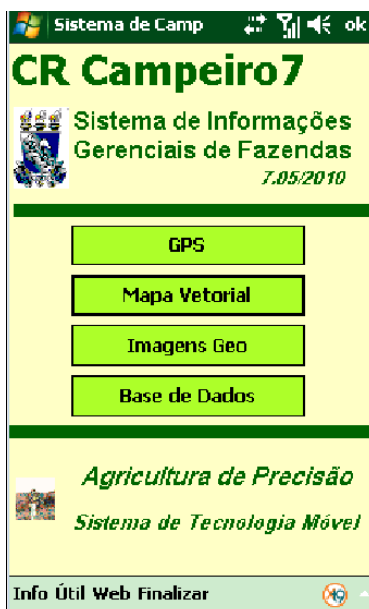 Sistema de Camp ok
CR Campeiro7
Sistema de Informações
Gerenciais de Fazendas
7.05/2010
GPS
Mapa Vetorial
Imagens Geo
Base de Dados
Agricultura de Precisão
Sistema de Tecnologia Móvel
Info Útil Web Finalizar